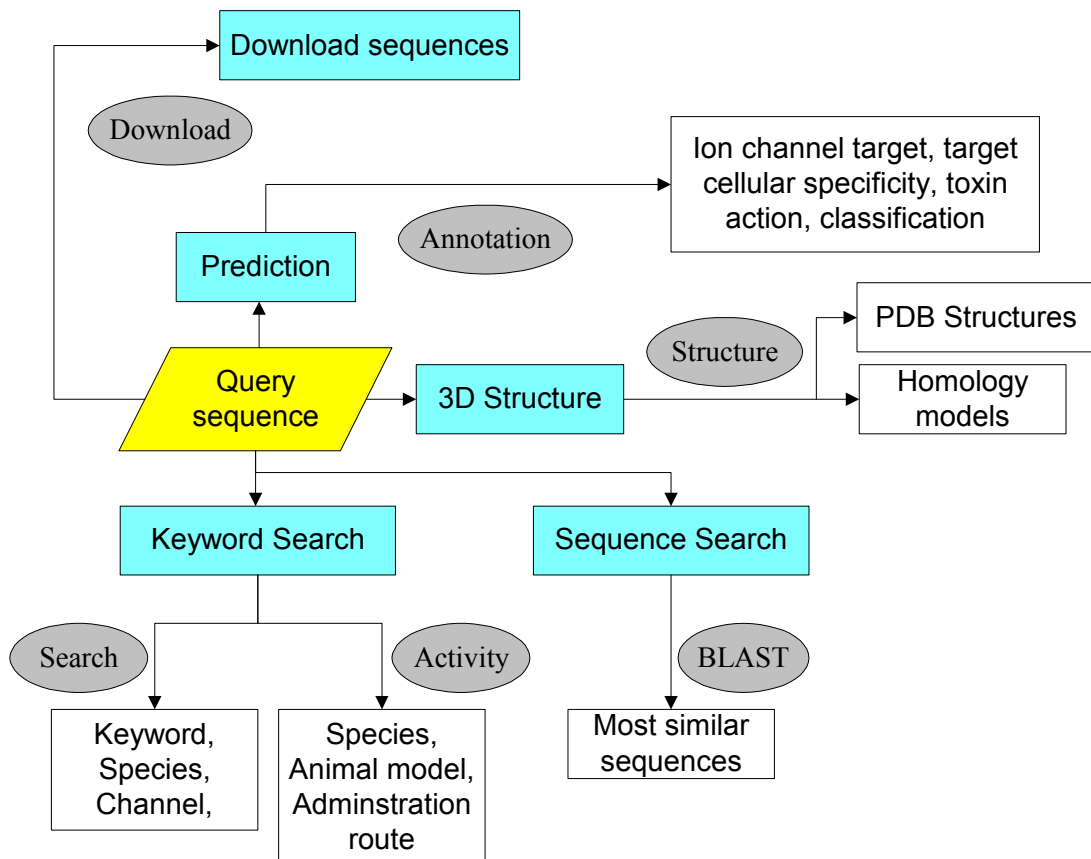 Download sequences
Download
Ion channel target, target
cellular specificity, toxin
action, classification
Annotation
Prediction
PDB Structures
Structure
Query
sequence
3D Structure
Homology
models
Keyword Search
Sequence Search
Search
Activity
BLAST
Keyword,
Species,
Channel,
Species,
Animal model,
Adminstration
route
Most similar
sequences